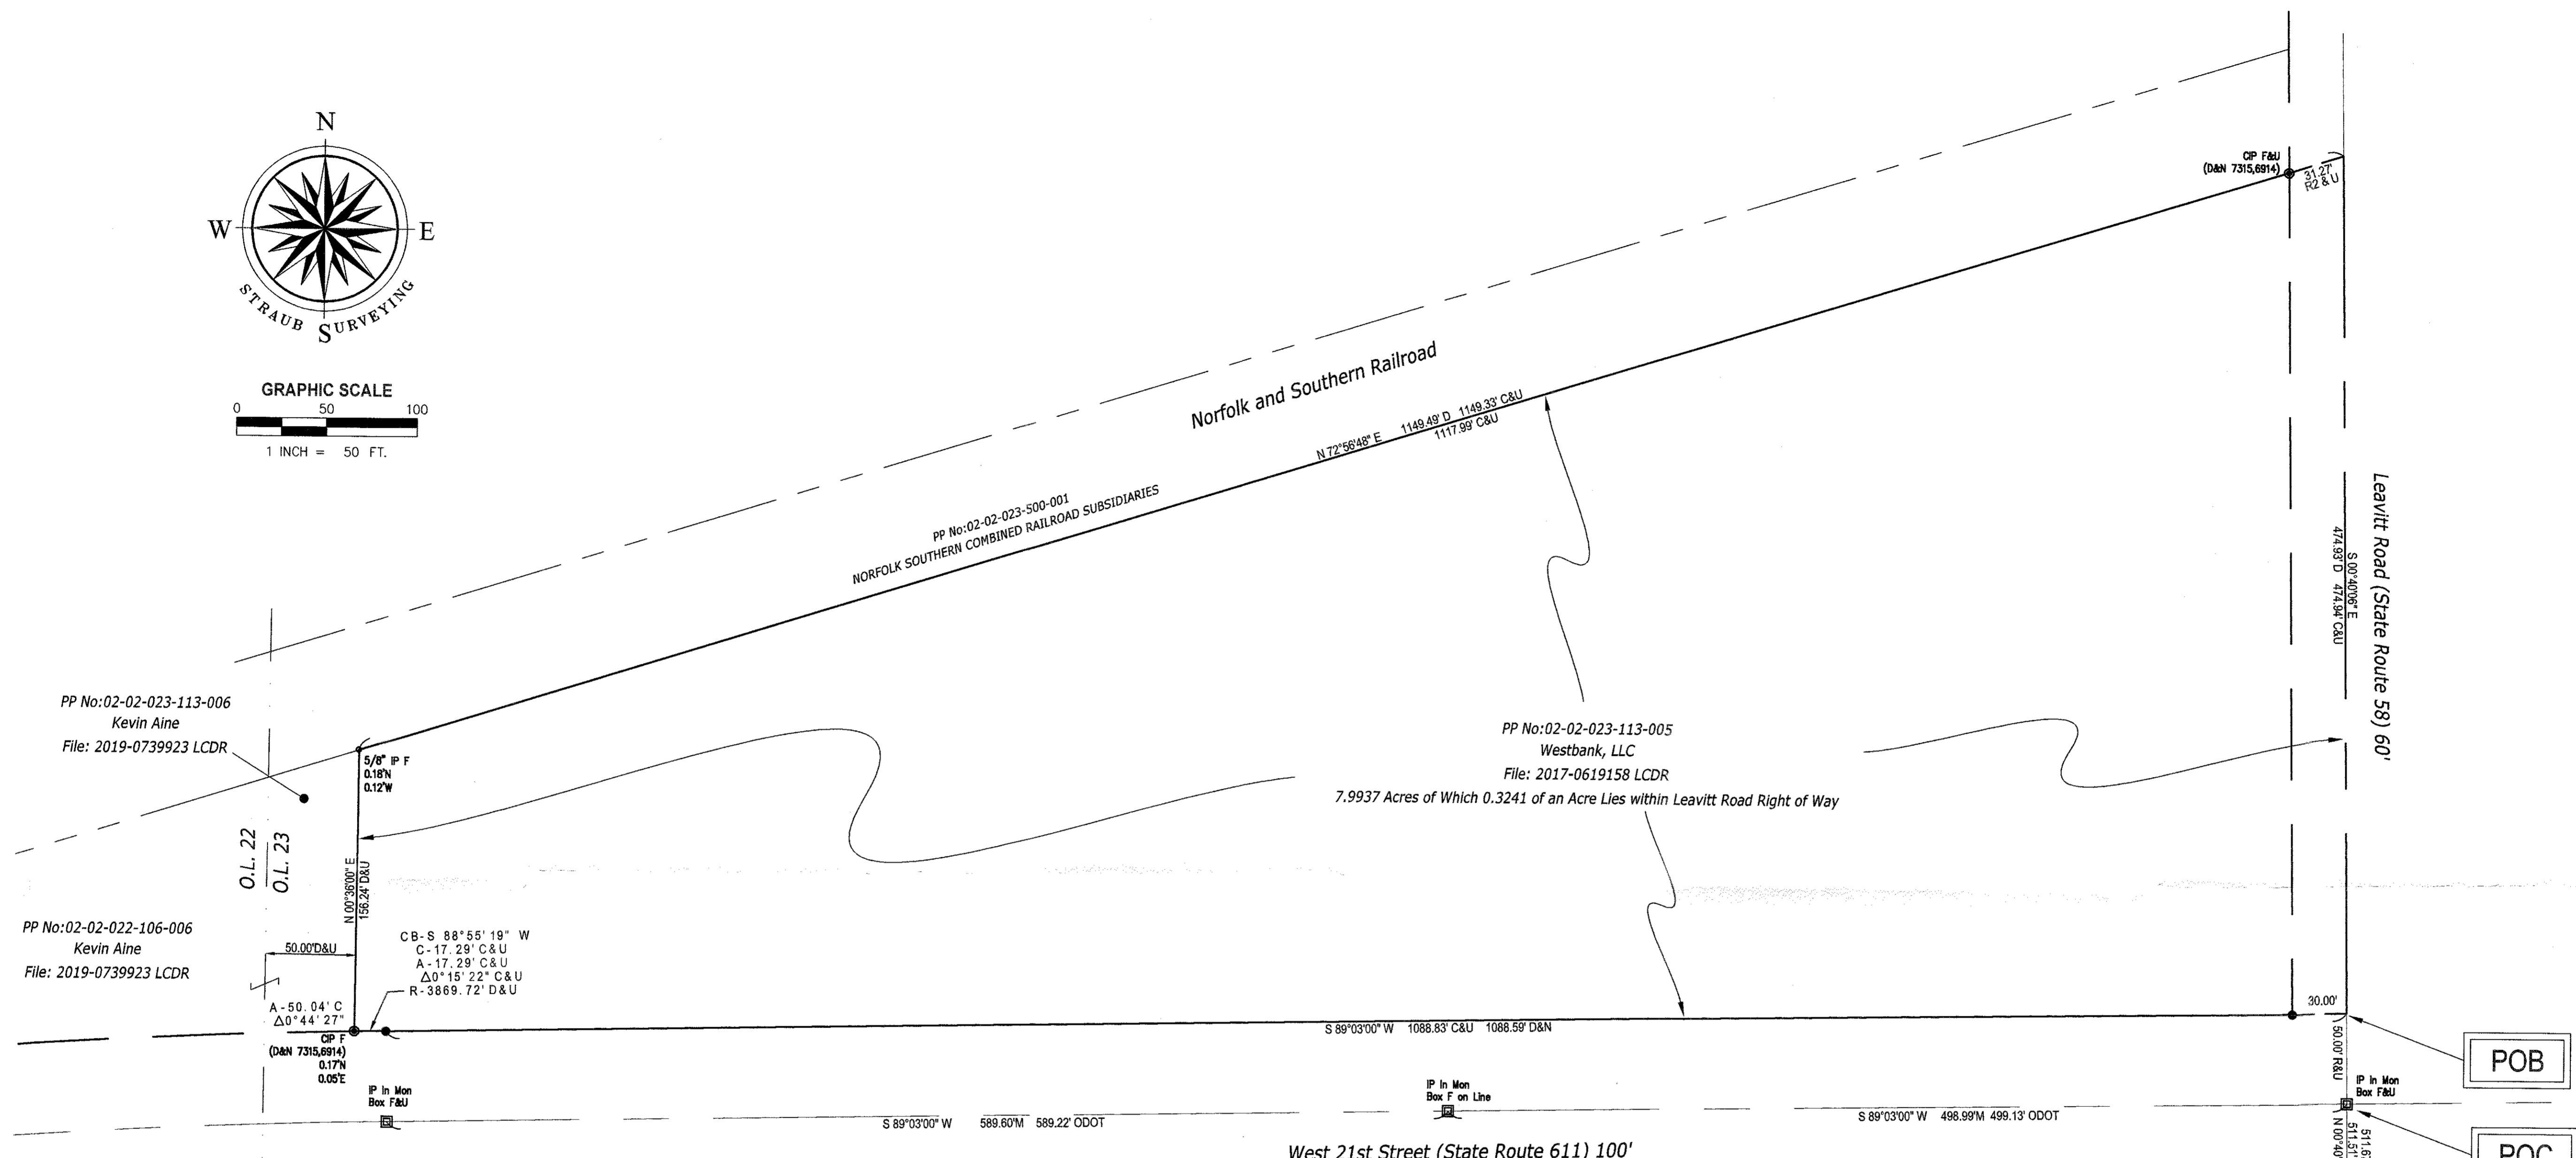 N
W
E
S
STRAUB SURVEYING
GRAPHIC SCALE
0 50 100
1 INCH = 50 FT.
CIP F&U
(D&N 7315,6914)
31.27'
R2 & U
Norfolk and Southern Railroad
N 72°56'48" E 1149.49' D 1149.33' C&U
1117.99' C&U
PP No:02-02-023-500-001
NORFOLK SOUTHERN COMBINED RAILROAD SUBSIDIARIES
Leavitt Road (State Route 58) 60'
S 00°40'06" E
474.93' D 474.94' C&U
PP No:02-02-023-113-006
Kevin Aine
File: 2019-0739923 LCDR
5/8" IP F
0.18'N
0.12'W
PP No:02-02-023-113-005
Westbank, LLC
File: 2017-0619158 LCDR
7.9937 Acres of Which 0.3241 of an Acre Lies within Leavitt Road Right of Way
O.L. 22
O.L. 23
N 00°36'00" E
156.24' D&U
PP No:02-02-022-106-006
Kevin Aine
File: 2019-0739923 LCDR
50.00'D&U
CB-S 88°55'19" W
C-17.29' C&U
A-17.29' C&U
Δ0°15'22" C&U
R-3869.72' D&U
A-50.04' C
Δ0°44'27"
CIP F
(D&N 7315,6914)
0.17'N
0.05'E
30.00'
S 89°03'00" W 1088.83' C&U 1088.59' D&N
50.00' R&U
POB
IP In Mon
Box F&U
IP In Mon
Box F on Line
IP In Mon
Box F&U
S 89°03'00" W 589.60'M 589.22' ODOT
S 89°03'00" W 498.99'M 499.13' ODOT
West 21st Street (State Route 611) 100'
N 00°40'
511.51'
511.6
POC